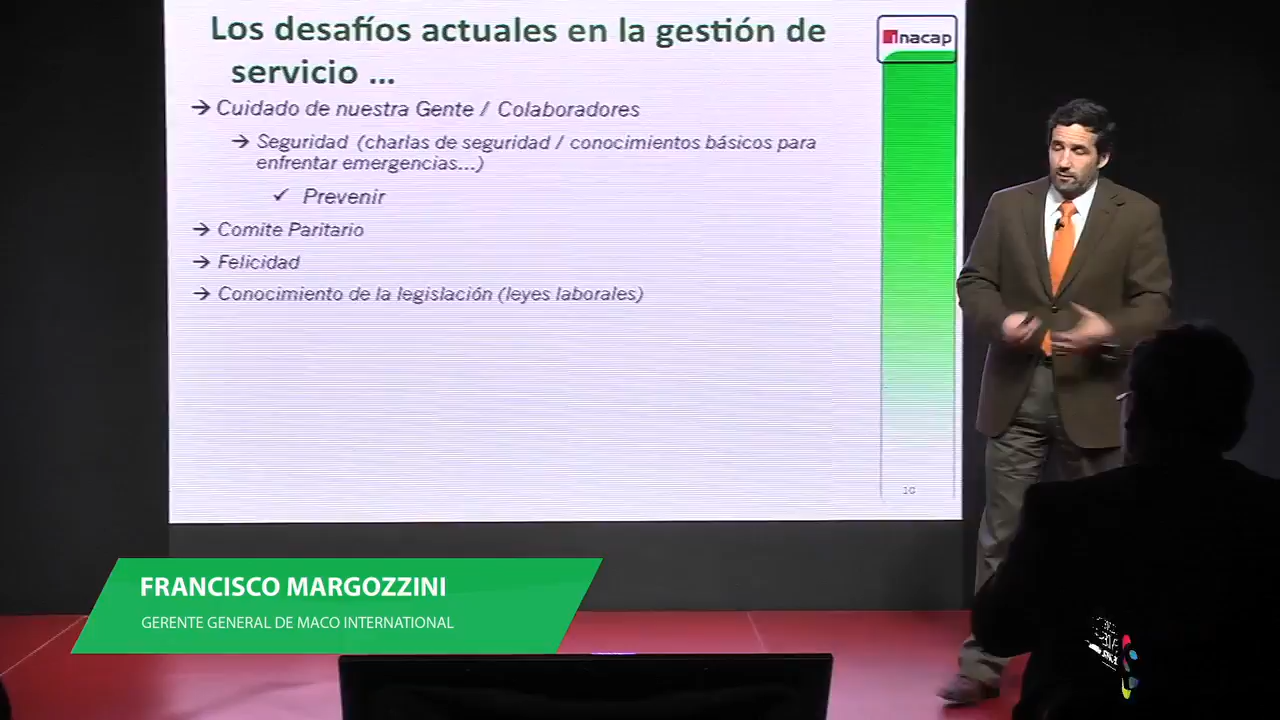 Los desafíos actuales en la gestión de
servicio ...
inacap
→ Cuidado de nuestra Gente / Colaboradores
→ Seguridad (charlas de seguridad / conocimientos básicos para
enfrentar emergencias...)
✓ Prevenir
→ Comite Paritario
→ Felicidad
→ Conocimiento de la legislación (leyes laborales)
FRANCISCO MARGOZZINI
GERENTE GENERAL DE MACO INTERNATIONAL